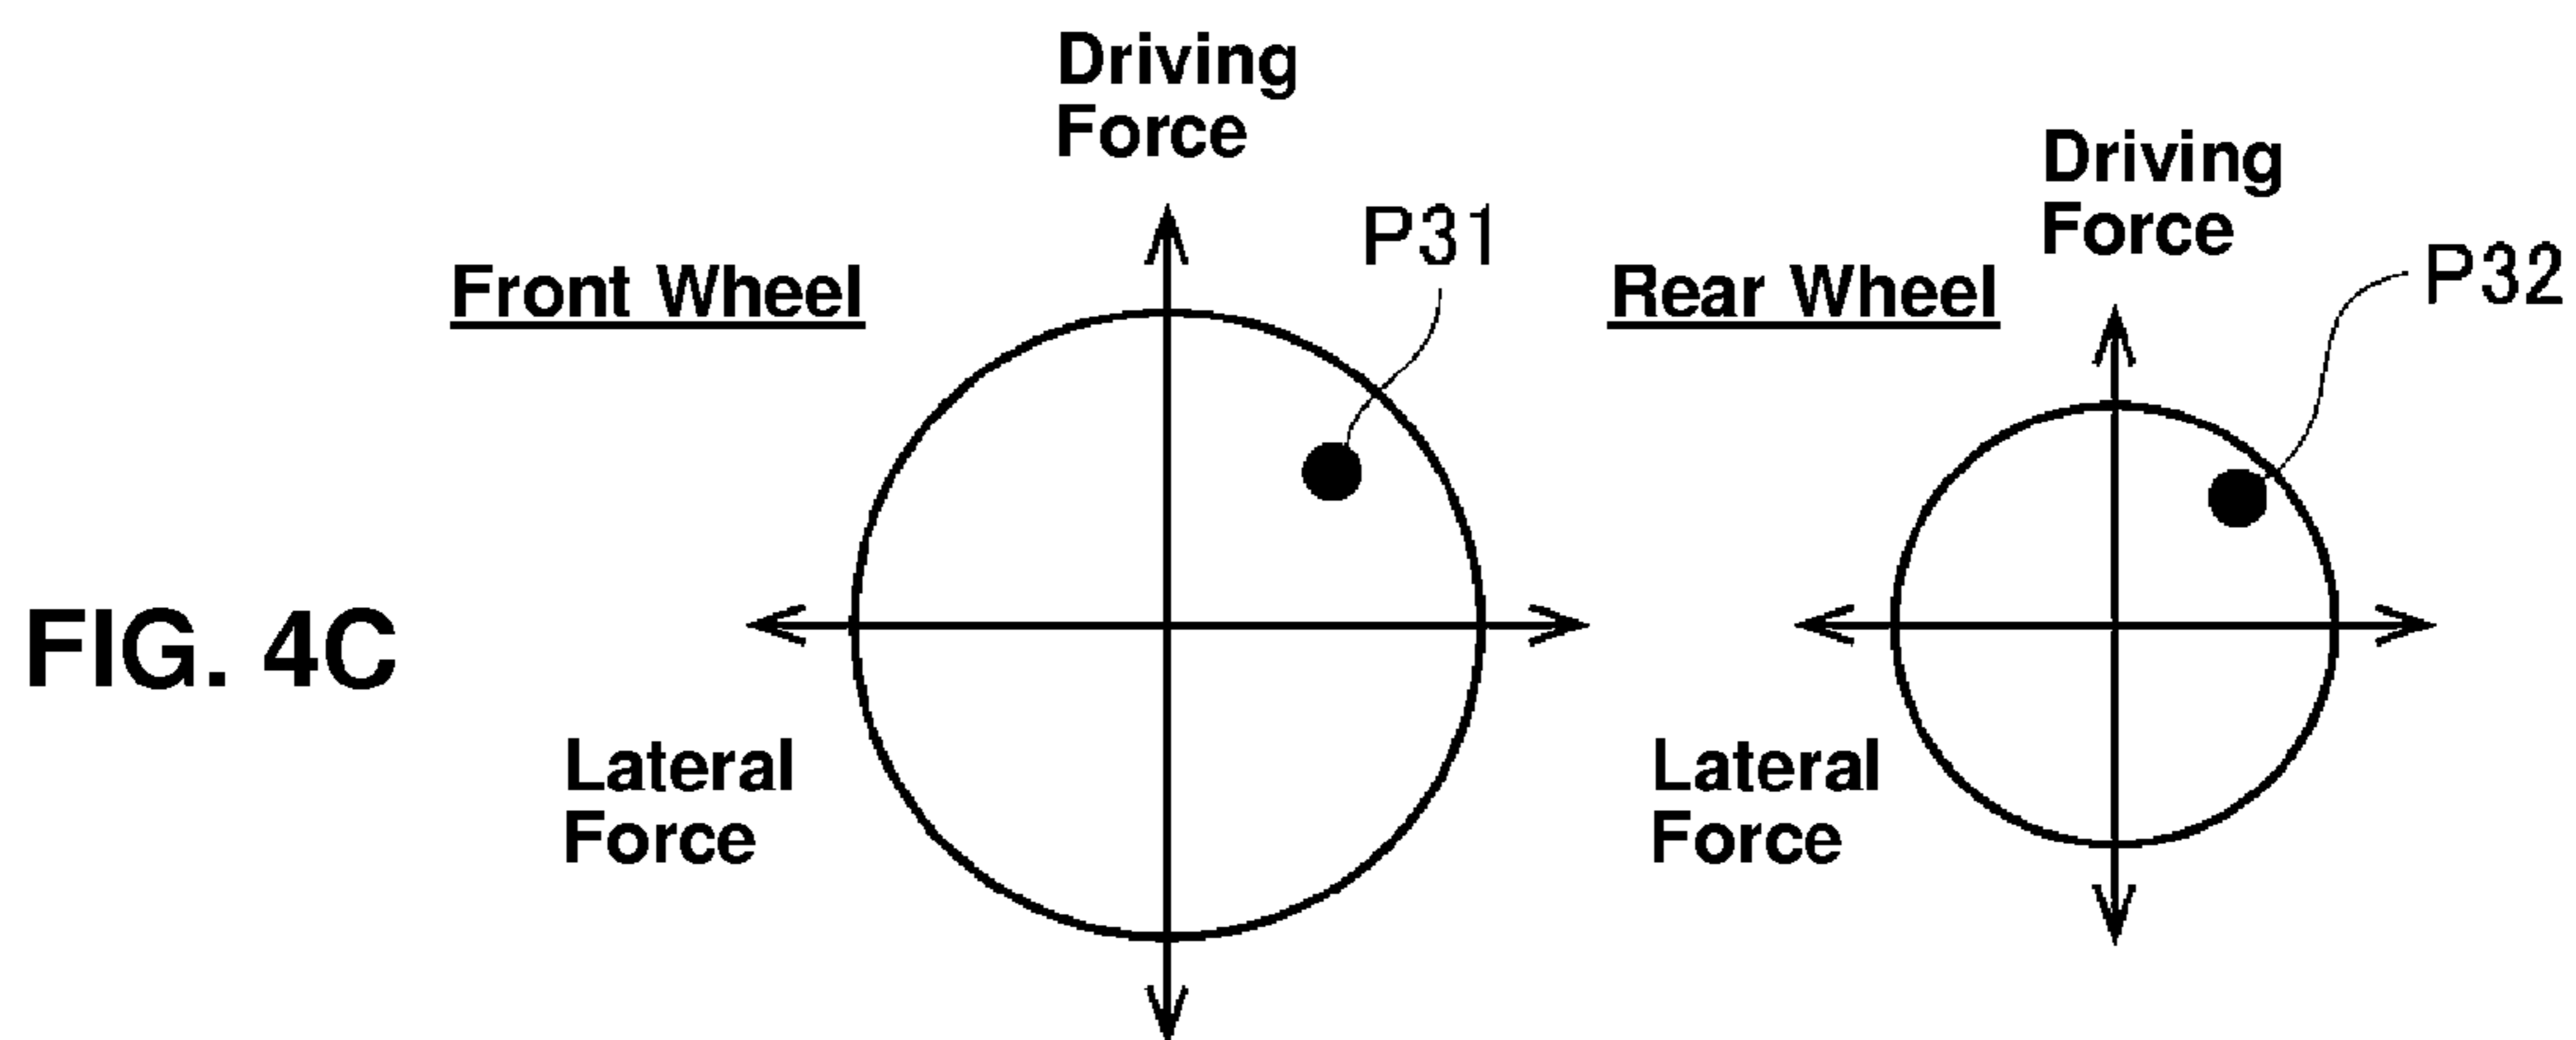 Driving
Force
P31
Front Wheel
Driving
Force
P32
Rear Wheel
FIG. 4C
Lateral
Force
Lateral
Force